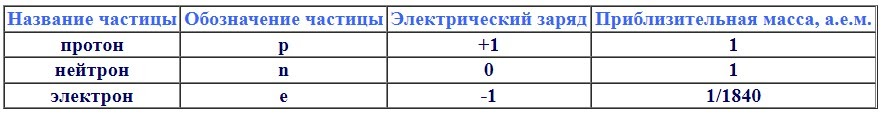 Название частицы Обозначение частицы Электрический заряд Приблизительная масса, а.е.м.
протон p +1 1
нейтрон n 0 1
электрон e -1 1/1840